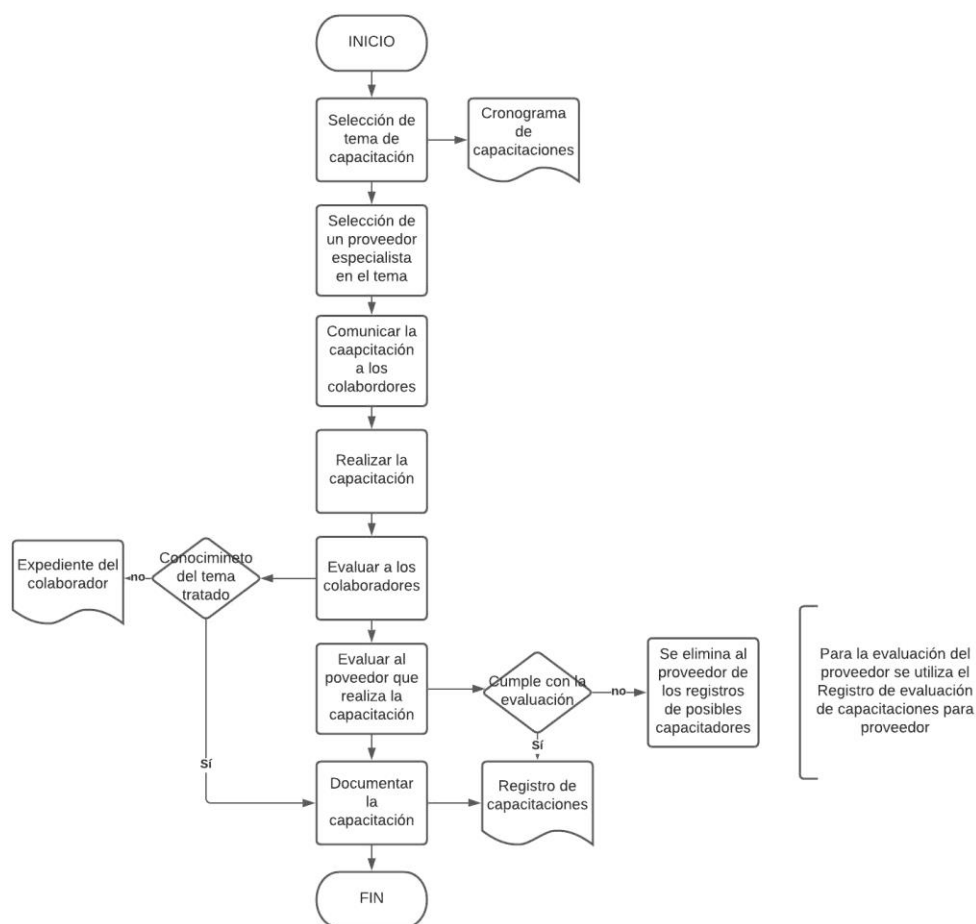 INICIO
Selección de
tema de
capacitación
Cronograma
de
capacitaciones
Selección de
un proveedor
especialista
en el tema
Comunicar la
caapcitación
a los
colabordores
Realizar la
capacitación
Expediente del
colaborador
no
Conocimineto
del tema
tratado
Evaluar a los
colaboradores
Evaluar al
poveedor que
realiza la
capacitación
Cumple con la
evaluación
no
Se elimina al
proveedor de
los registros
de posibles
capacitadores
Para la evaluación del
proveedor se utiliza el
Registro de evaluación
de capacitaciones para
proveedor
Sí
Sí
Documentar
la
capacitación
Registro de
capacitaciones
FIN